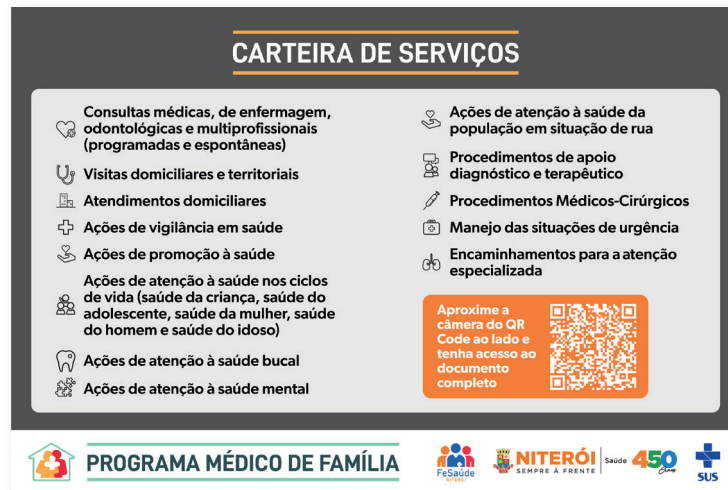 CARTEIRA DE SERVIÇOS
Consultas médicas, de enfermagem,
odontológicas e multiprofissionais
(programadas e espontâneas)
Visitas domiciliares e territoriais
Atendimentos domiciliares
Ações de vigilância em saúde
Ações de promoção à saúde
Ações de atenção à saúde nos ciclos
de vida (saúde da criança, saúde do
adolescente, saúde da mulher, saúde
do homem e saúde do idoso)
Ações de atenção à saúde bucal
Ações de atenção à saúde mental
Ações de atenção à saúde da
população em situação de rua
Procedimentos de apoio
diagnóstico e terapêutico
Procedimentos Médicos-Cirúrgicos
Manejo das situações de urgência
Encaminhamentos para a atenção
especializada
Aproxime a
câmera do QR
Code ao lado e
tenha acesso ao
documento
completo
PROGRAMA MÉDICO DE FAMÍLIA
FeSaúde
NITERÓI
NITERÓI
SEMPRE À FRENTE
Saúde
450
anos
SUS